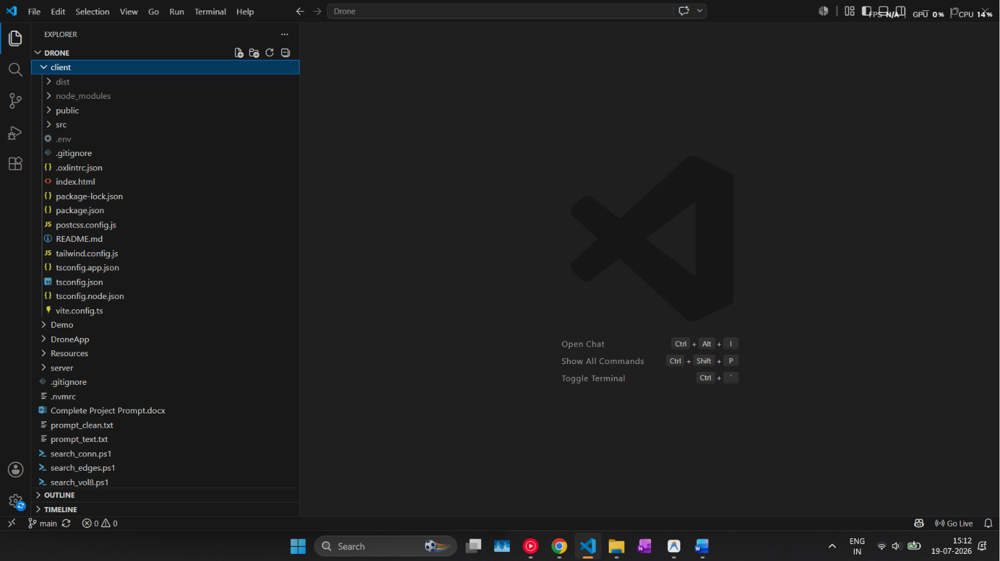 File Edit Selection View Go Run Terminal Help
Drone
FPS N/A GPU 0% CPU 14%
EXPLORER
DRONE
client
dist
node_modules
public
src
.env
.gitignore
{} .oxlintrc.json
<> index.html
{} package-lock.json
{} package.json
JS postcss.config.js
README.md
JS tailwind.config.js
{} tsconfig.app.json
TS tsconfig.json
{} tsconfig.node.json
vite.config.ts
Demo
DroneApp
Resources
server
.gitignore
.nvmrc
Complete Project Prompt.docx
prompt_clean.txt
prompt_text.txt
search_conn.ps1
search_edges.ps1
search_vol8.ps1
OUTLINE
TIMELINE
Open Chat Ctrl + Alt + I
Show All Commands Ctrl + Shift + P
Toggle Terminal Ctrl + `
main 0 0
Go Live
Search
ENG
IN
15:12
19-07-2026